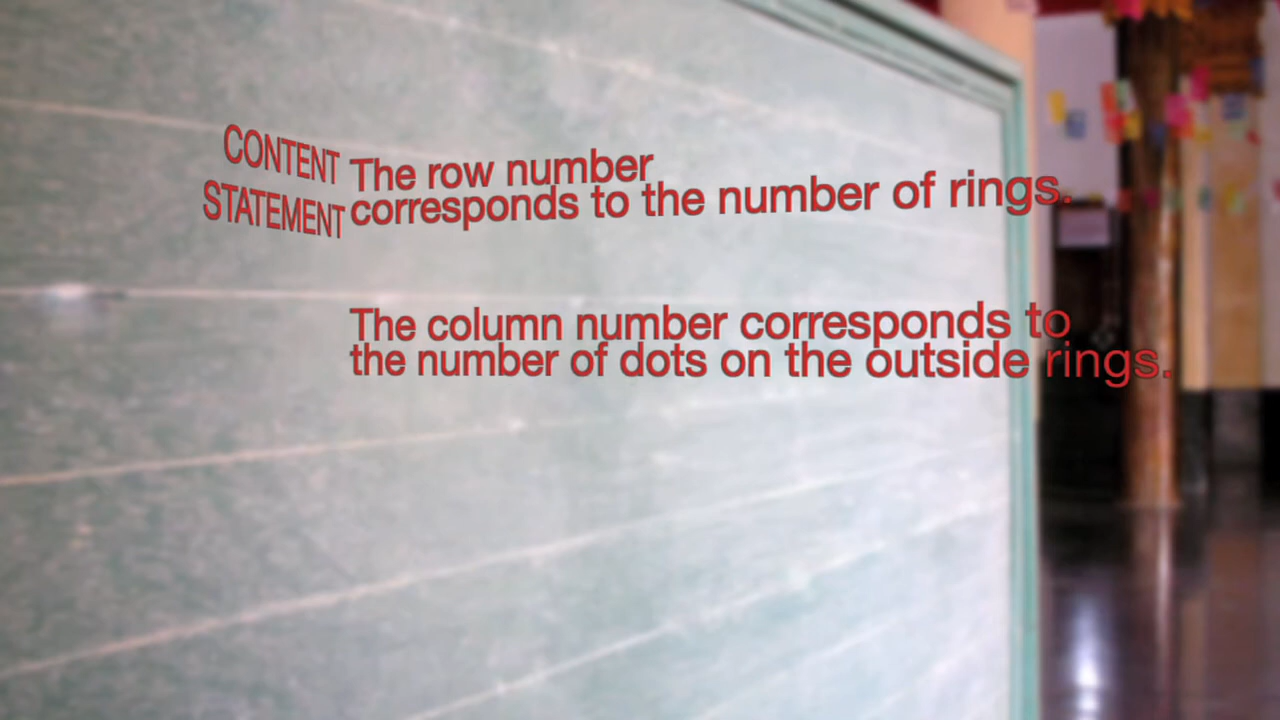 CONTENT
STATEMENT
The row number
corresponds to the number of rings.
The column number corresponds to
the number of dots on the outside rings.